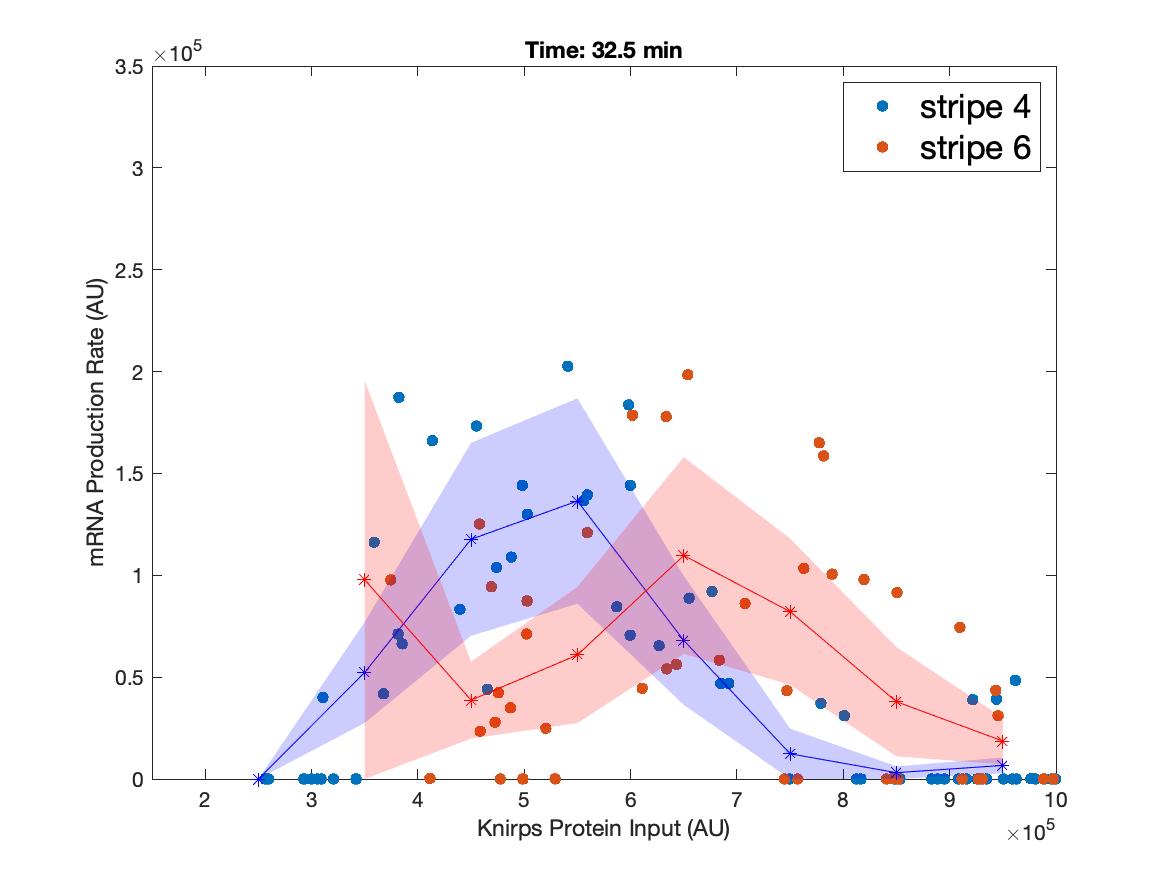 Time: 32.5 min
×10^5
3.5
3
2.5
2
1.5
1
0.5
0
mRNA Production Rate (AU)
stripe 4
stripe 6
2 3 4 5 6 7 8 9 10
Knirps Protein Input (AU)
×10^5